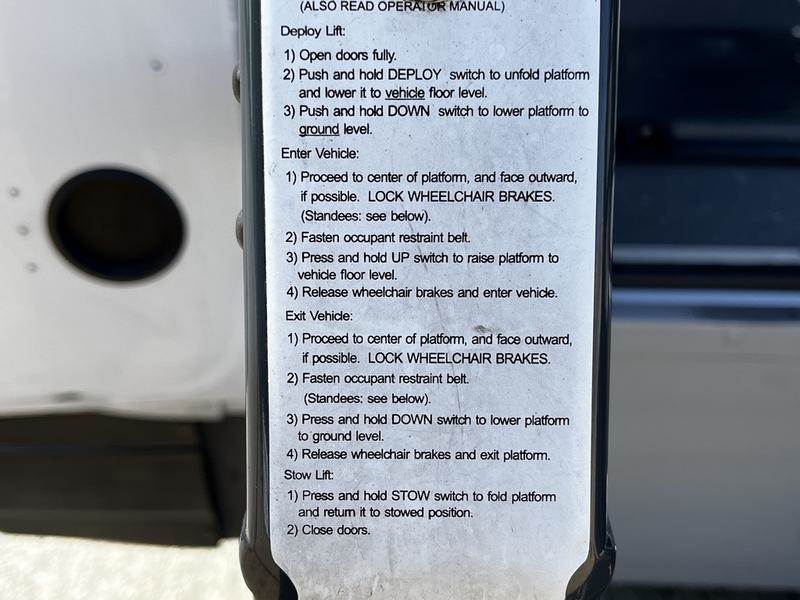 (ALSO READ OPERATOR MANUAL)
Deploy Lift:
1) Open doors fully.
2) Push and hold DEPLOY switch to unfold platform
and lower it to vehicle floor level.
3) Push and hold DOWN switch to lower platform to
ground level.
Enter Vehicle:
1) Proceed to center of platform, and face outward,
if possible. LOCK WHEELCHAIR BRAKES.
(Standees: see below).
2) Fasten occupant restraint belt.
3) Press and hold UP switch to raise platform to
vehicle floor level.
4) Release wheelchair brakes and enter vehicle.
Exit Vehicle:
1) Proceed to center of platform, and face outward,
if possible. LOCK WHEELCHAIR BRAKES.
2) Fasten occupant restraint belt.
(Standees: see below).
3) Press and hold DOWN switch to lower platform
to ground level.
4) Release wheelchair brakes and exit platform.
Stow Lift:
1) Press and hold STOW switch to fold platform
and return it to stowed position.
2) Close doors.